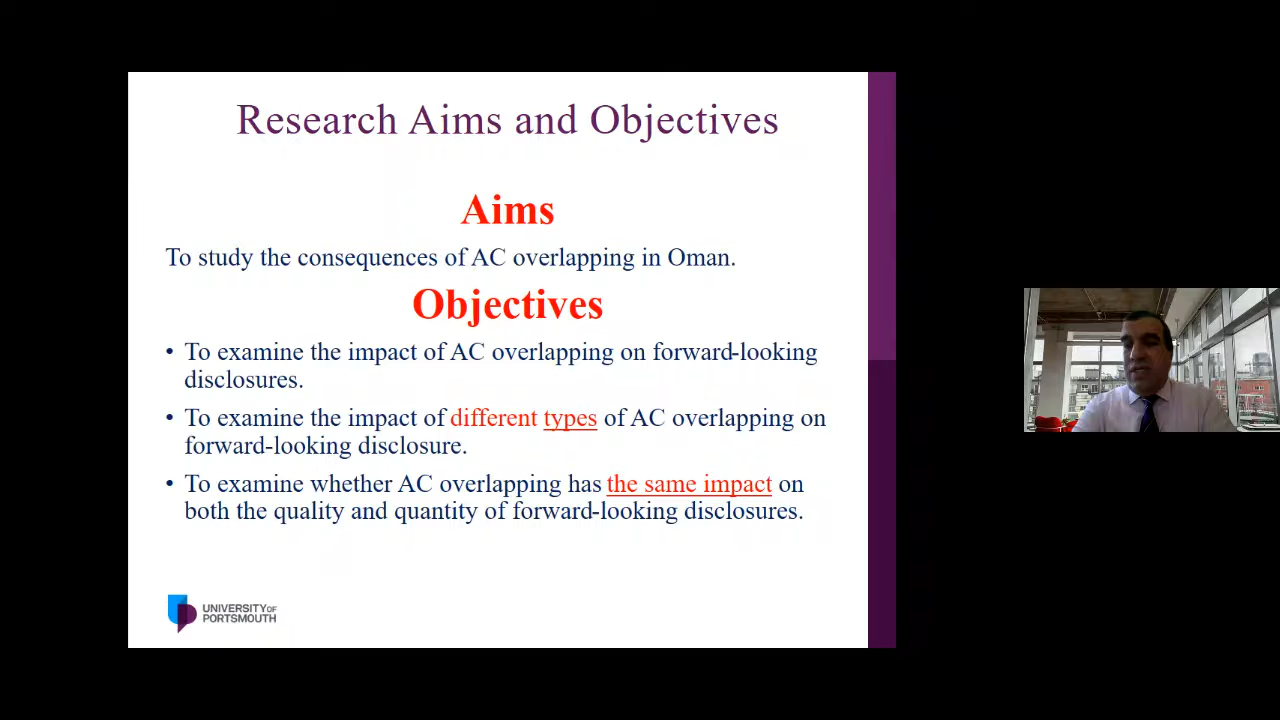 Research Aims and Objectives
Aims
To study the consequences of AC overlapping in Oman.
Objectives
• To examine the impact of AC overlapping on forward-looking
disclosures.
• To examine the impact of different types of AC overlapping on
forward-looking disclosure.
• To examine whether AC overlapping has the same impact on
both the quality and quantity of forward-looking disclosures.
UNIVERSITY OF
PORTSMOUTH